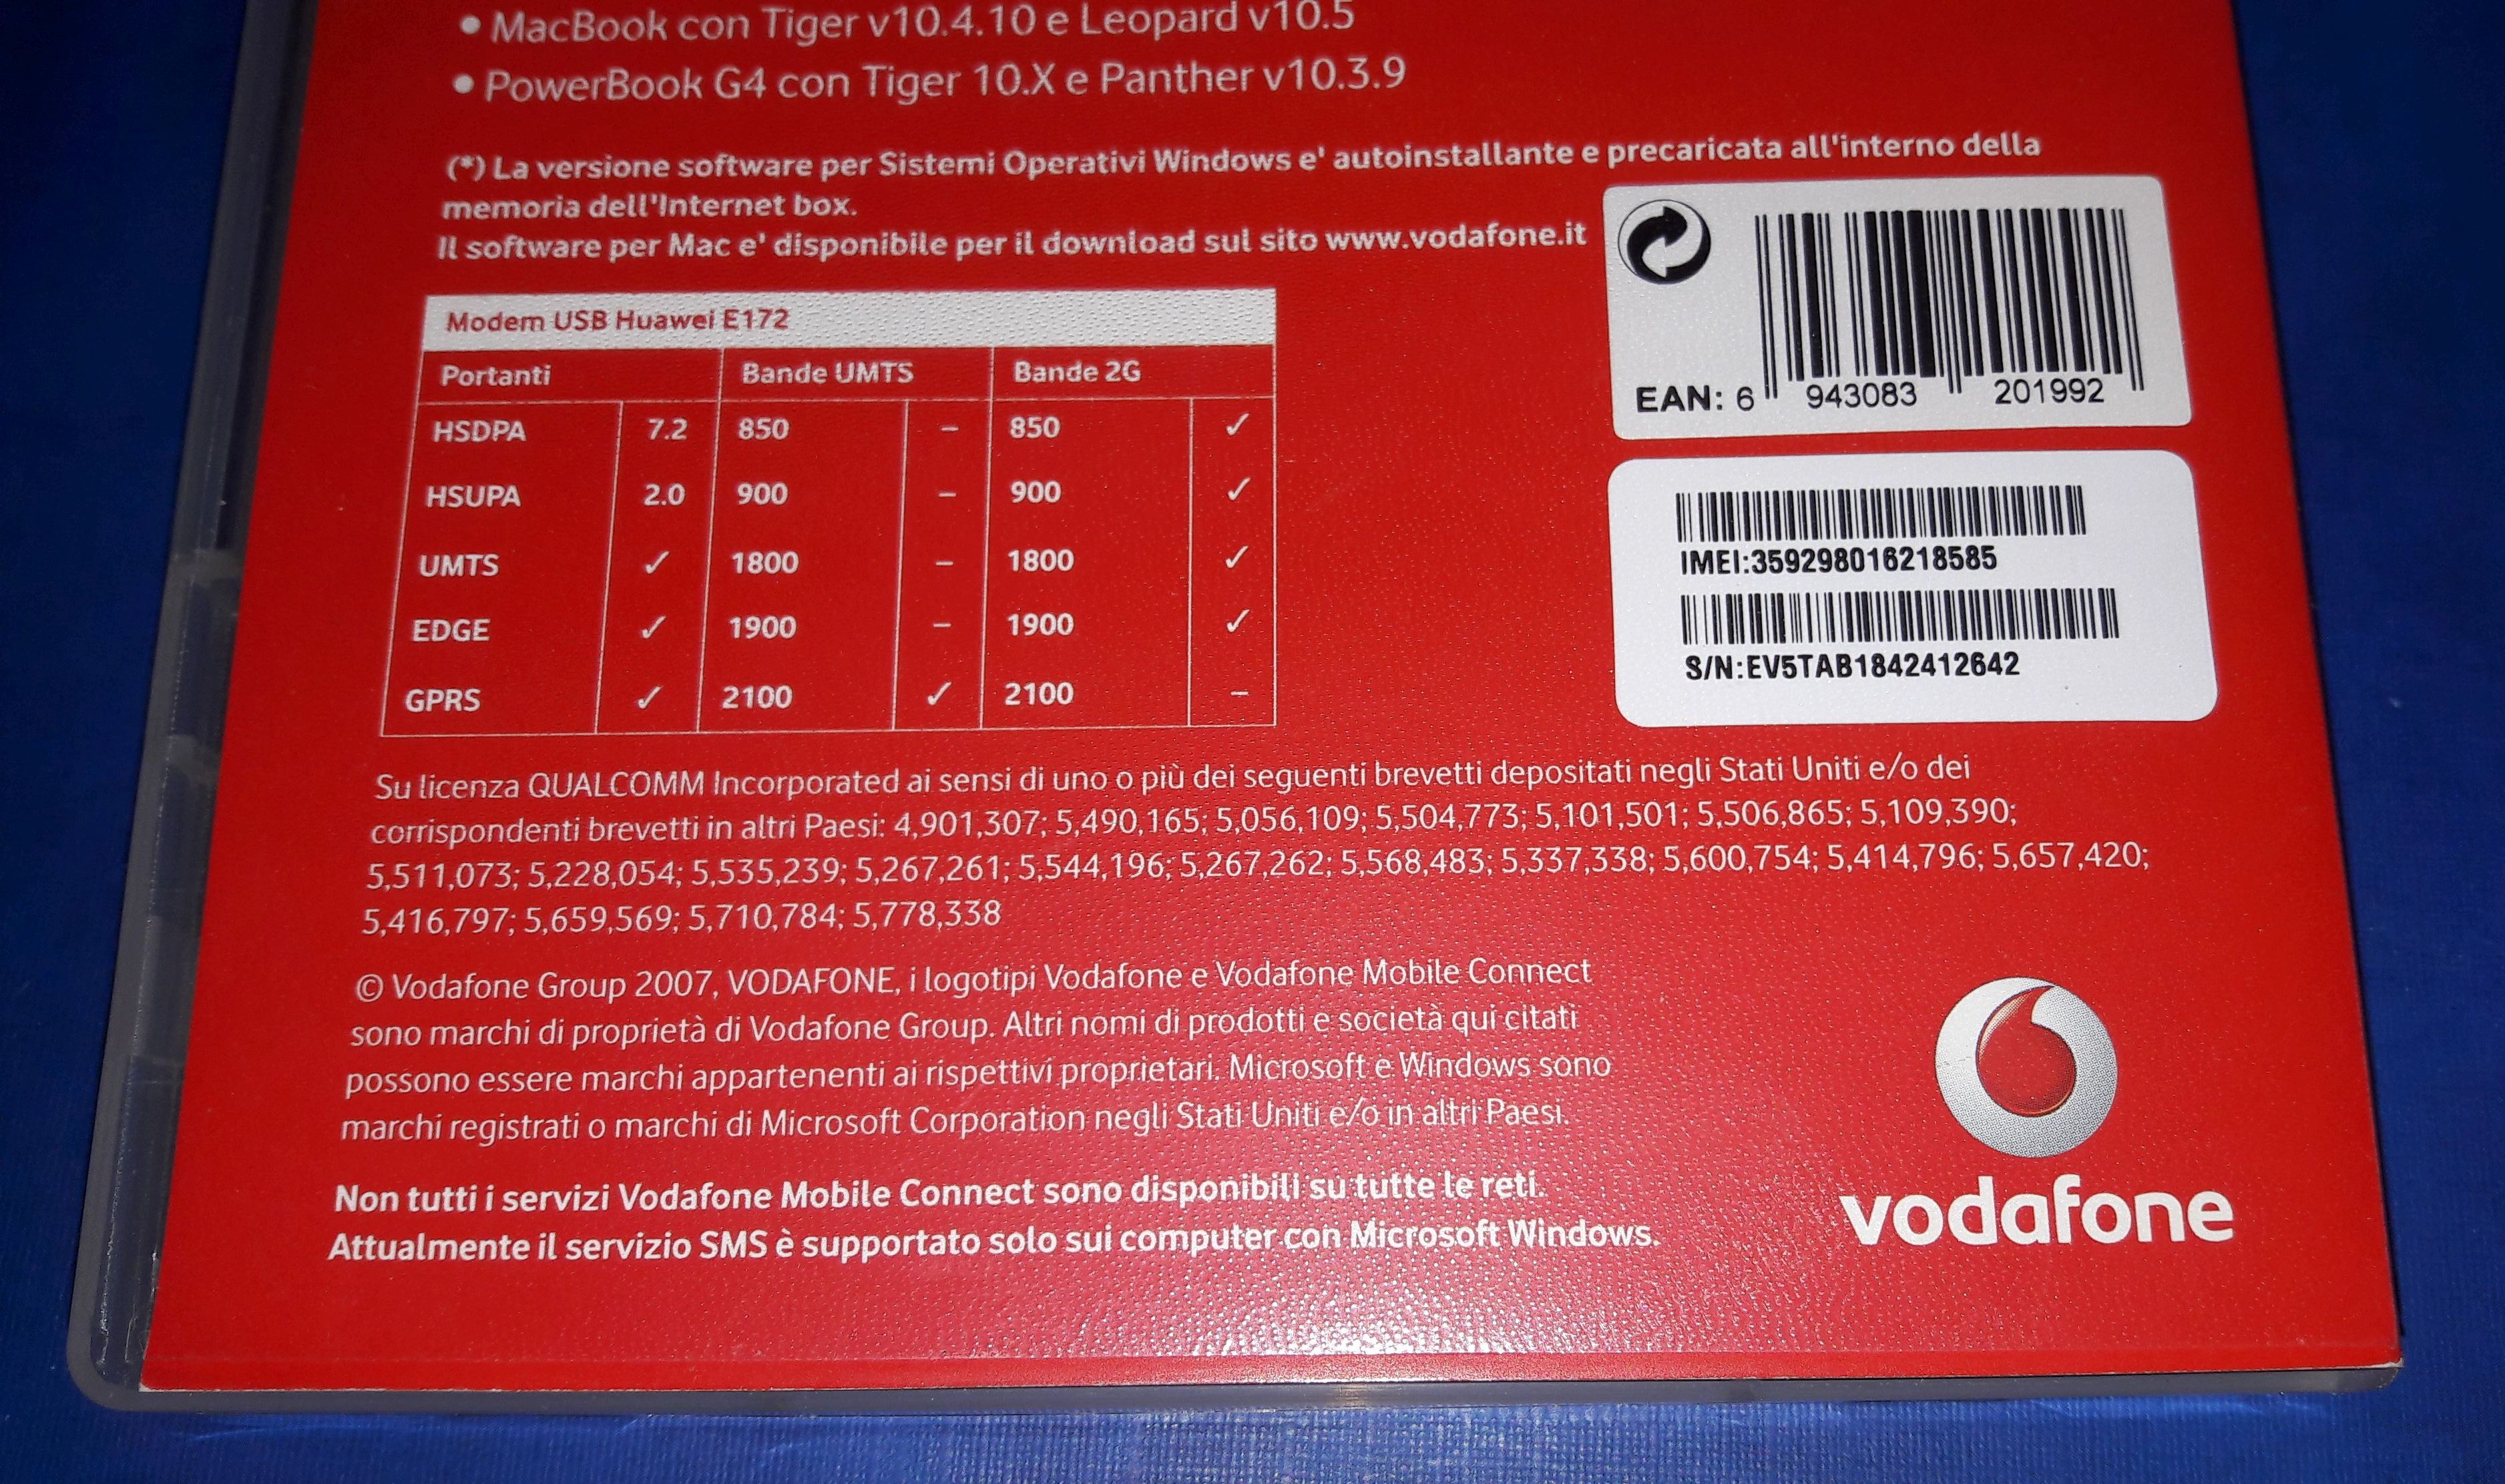 • MacBook con Tiger v10.4.10 e Leopard v10.5
• PowerBook G4 con Tiger 10.X e Panther v10.3.9
(*) La versione software per Sistemi Operativi Windows e' autoinstallante e precaricata all'interno della
memoria dell'Internet box.
Il software per Mac e' disponibile per il download sul sito www.vodafone.it
EAN: 6 943083 201992
Modem USB Huawei E172
Portanti Bande UMTS Bande 2G
HSDPA 7.2 850 – 850 ✓
HSUPA 2.0 900 – 900 ✓
UMTS ✓ 1800 – 1800 ✓
EDGE ✓ 1900 – 1900 ✓
GPRS ✓ 2100 ✓ 2100 –
IMEI:359298016218585
S/N:EV5TAB1842412642
Su licenza QUALCOMM Incorporated ai sensi di uno o più dei seguenti brevetti depositati negli Stati Uniti e/o dei
corrispondenti brevetti in altri Paesi: 4,901,307; 5,490,165; 5,056,109; 5,504,773; 5,101,501; 5,506,865; 5,109,390;
5,511,073; 5,228,054; 5,535,239; 5,267,261; 5,544,196; 5,267,262; 5,568,483; 5,337,338; 5,600,754; 5,414,796; 5,657,420;
5,416,797; 5,659,569; 5,710,784; 5,778,338
© Vodafone Group 2007, VODAFONE, i logotipi Vodafone e Vodafone Mobile Connect
sono marchi di proprietà di Vodafone Group. Altri nomi di prodotti e società qui citati
possono essere marchi appartenenti ai rispettivi proprietari. Microsoft e Windows sono
marchi registrati o marchi di Microsoft Corporation negli Stati Uniti e/o in altri Paesi.
Non tutti i servizi Vodafone Mobile Connect sono disponibili su tutte le reti.
Attualmente il servizio SMS è supportato solo sui computer con Microsoft Windows.
vodafone